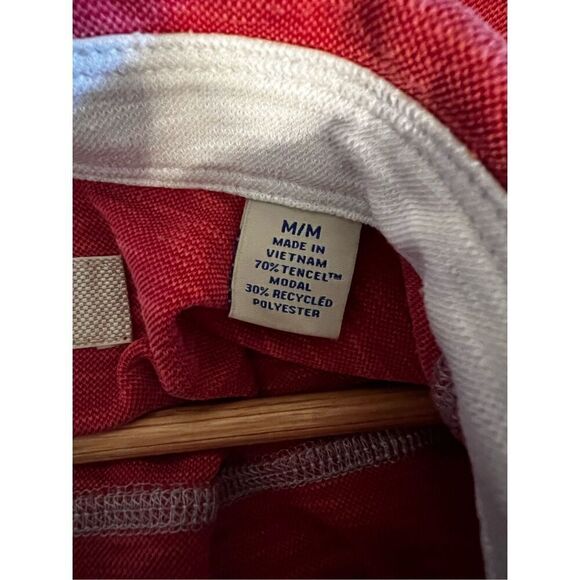 M/M
MADE IN
VIETNAM
70% TENCEL™
MODAL
30% RECYCLED
POLYESTER